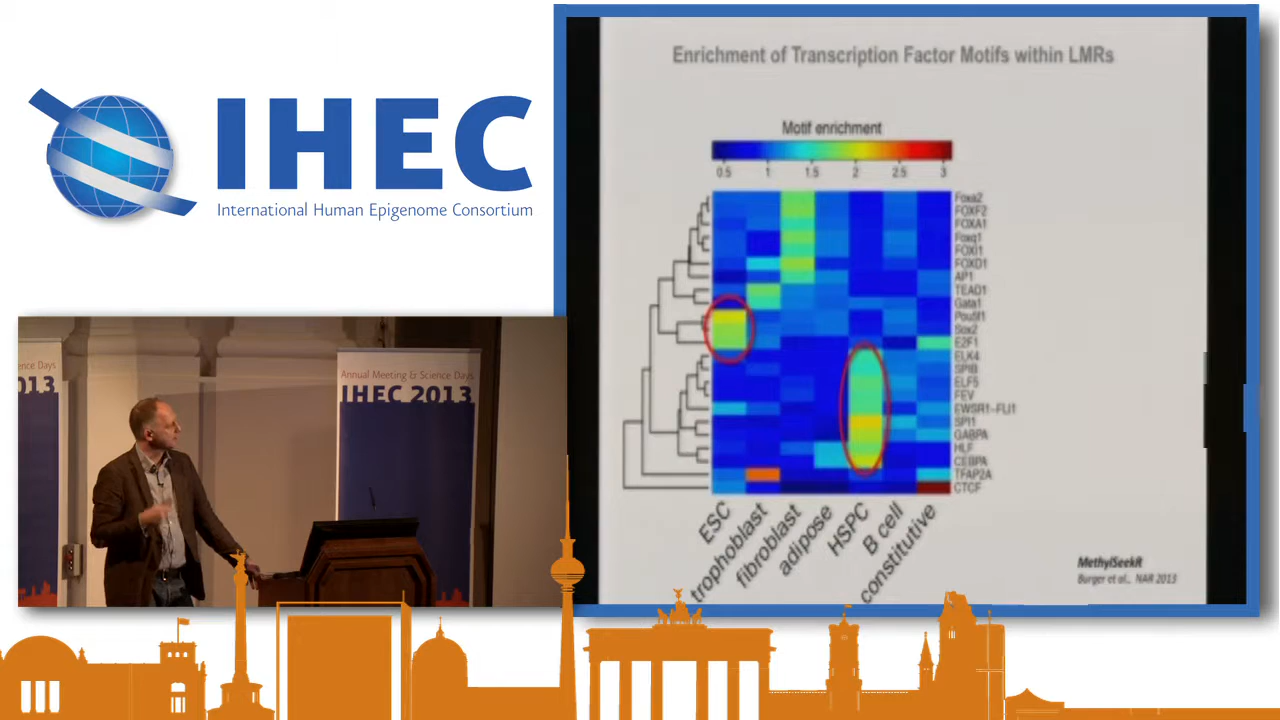 IHEC
International Human Epigenome Consortium
ence Days
013
Annual Meeting & Science Days
IHEC 2013
Enrichment of Transcription Factor Motifs within LMRs
Motif enrichment
0.5 1 1.5 2 2.5 3
Foxa2
FOXF2
FOXA1
Foxq1
FOXI1
FOXD1
AP1
TEAD1
Gata1
Pou5f1
Sox2
E2F1
ELK4
SPIB
ELF5
FEV
EWSR1-FLI1
SPI1
GABPA
HLF
CEBPA
TFAP2A
CTCF
ESC
trophoblast
fibroblast
adipose
HSPC
B cell
constitutive
MethylSeekR
Burger et al., NAR 2013